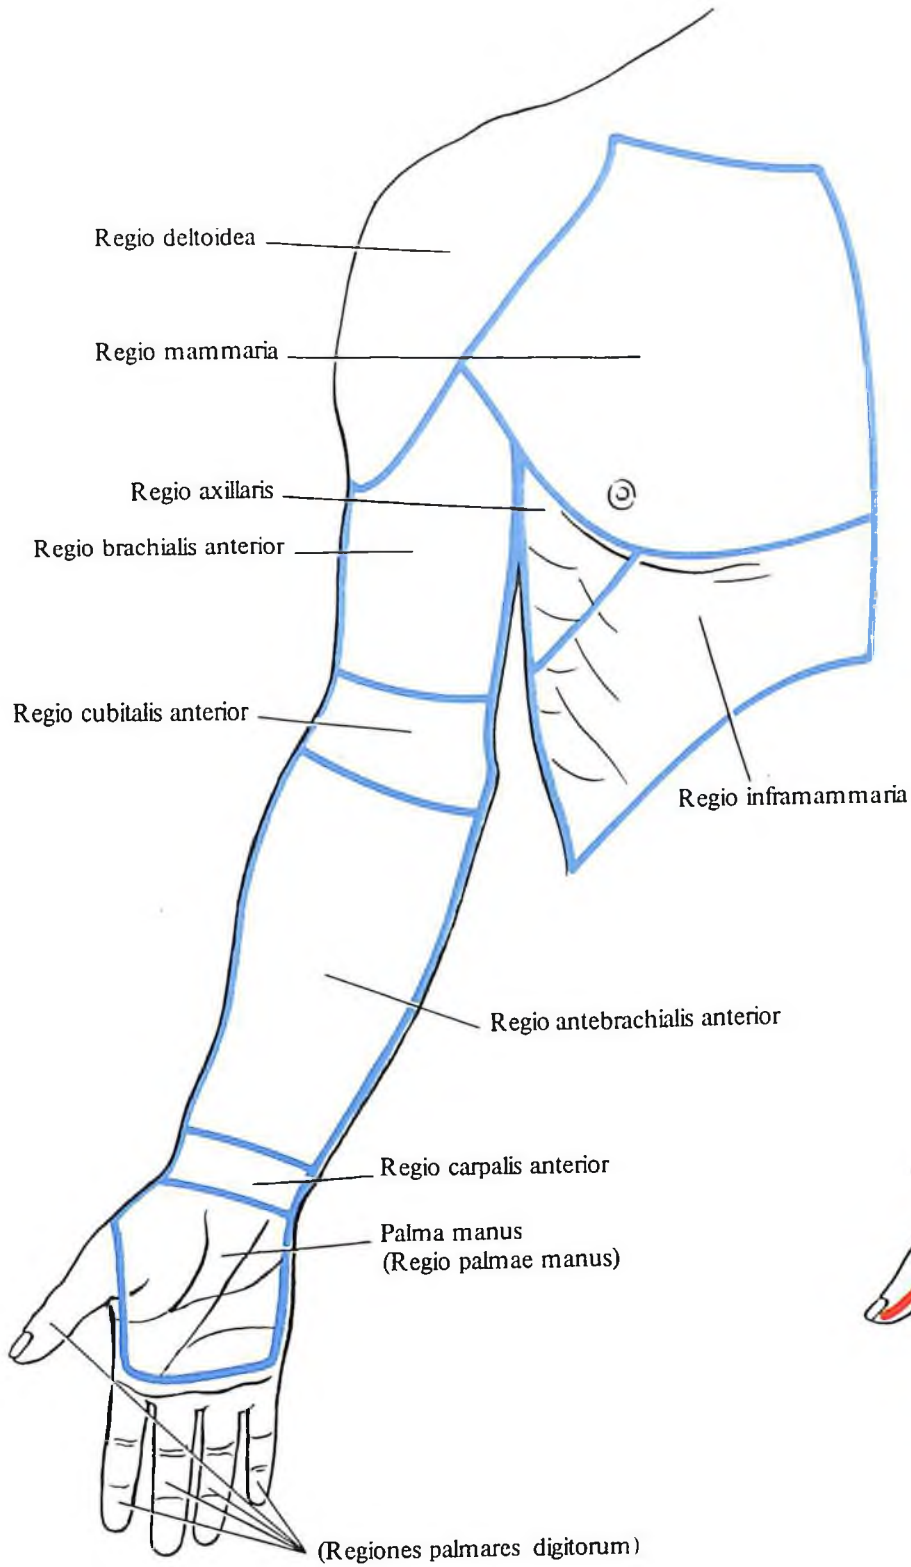 Regio deltoidea
Regio mammaria
Regio axillaris
Regio brachialis anterior
Regio cubitalis anterior
Regio inframammaria
Regio antebrachialis anterior
Regio carpalis anterior
Palma manus
(Regio palmae manus)
(Regiones palmares digitorum)